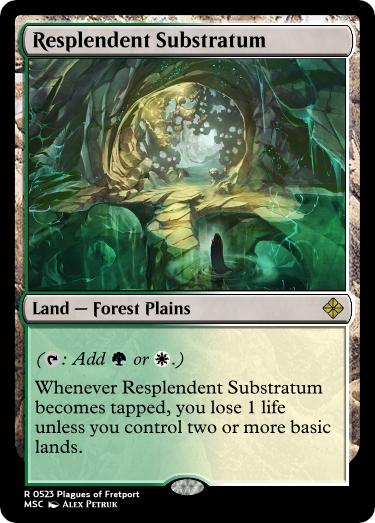 Resplendent Substratum
Land — Forest Plains
(: Add or .)
Whenever Resplendent Substratum
becomes tapped, you lose 1 life
unless you control two or more basic
lands.
R 0523 Plagues of Fretport
MSC Alex Petruk